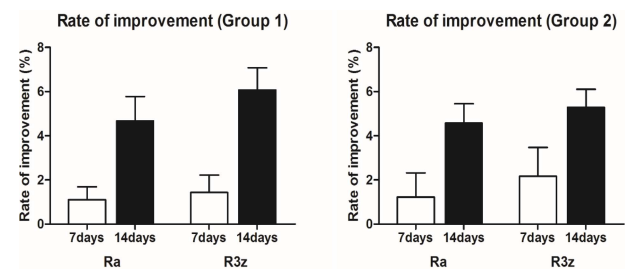 Rate of improvement (Group 1)
Rate of improvement (%)
8
6
4
2
0
7days 14days 7days 14days
Ra R3z
Rate of improvement (Group 2)
Rate of improvement (%)
8
6
4
2
0
7days 14days 7days 14days
Ra R3z